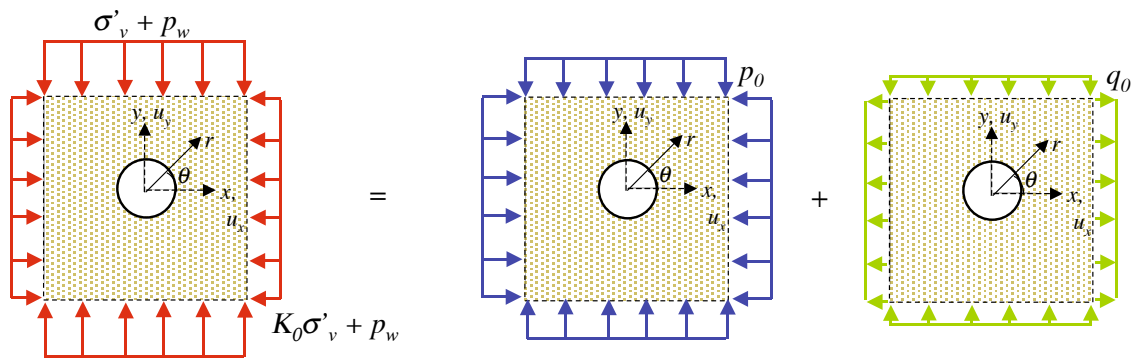 σ'v + pw
y, uy
r
θ
x,
ux
K0σ'v + pw
=
p0
y, uy
r
θ
x,
ux
+
q0
y, uy
r
θ
x,
ux